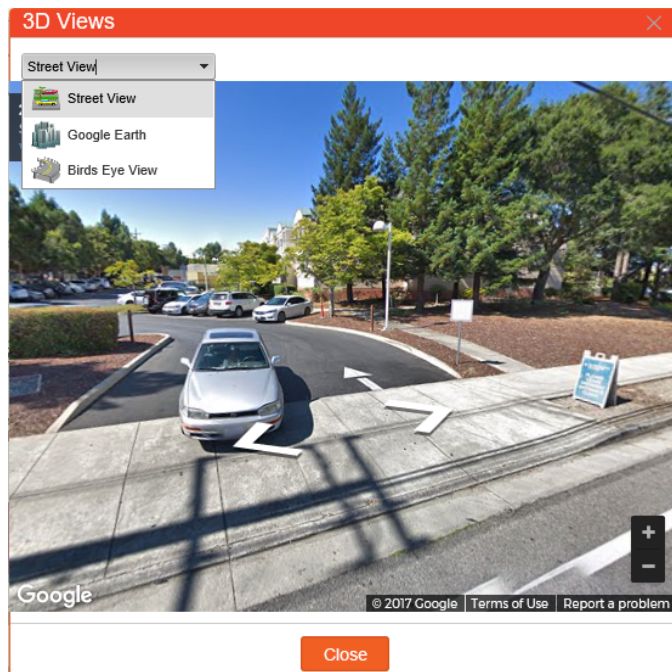 3D Views
Street View
Street View
Google Earth
Birds Eye View
Google
© 2017 Google
Terms of Use
Report a problem
Close